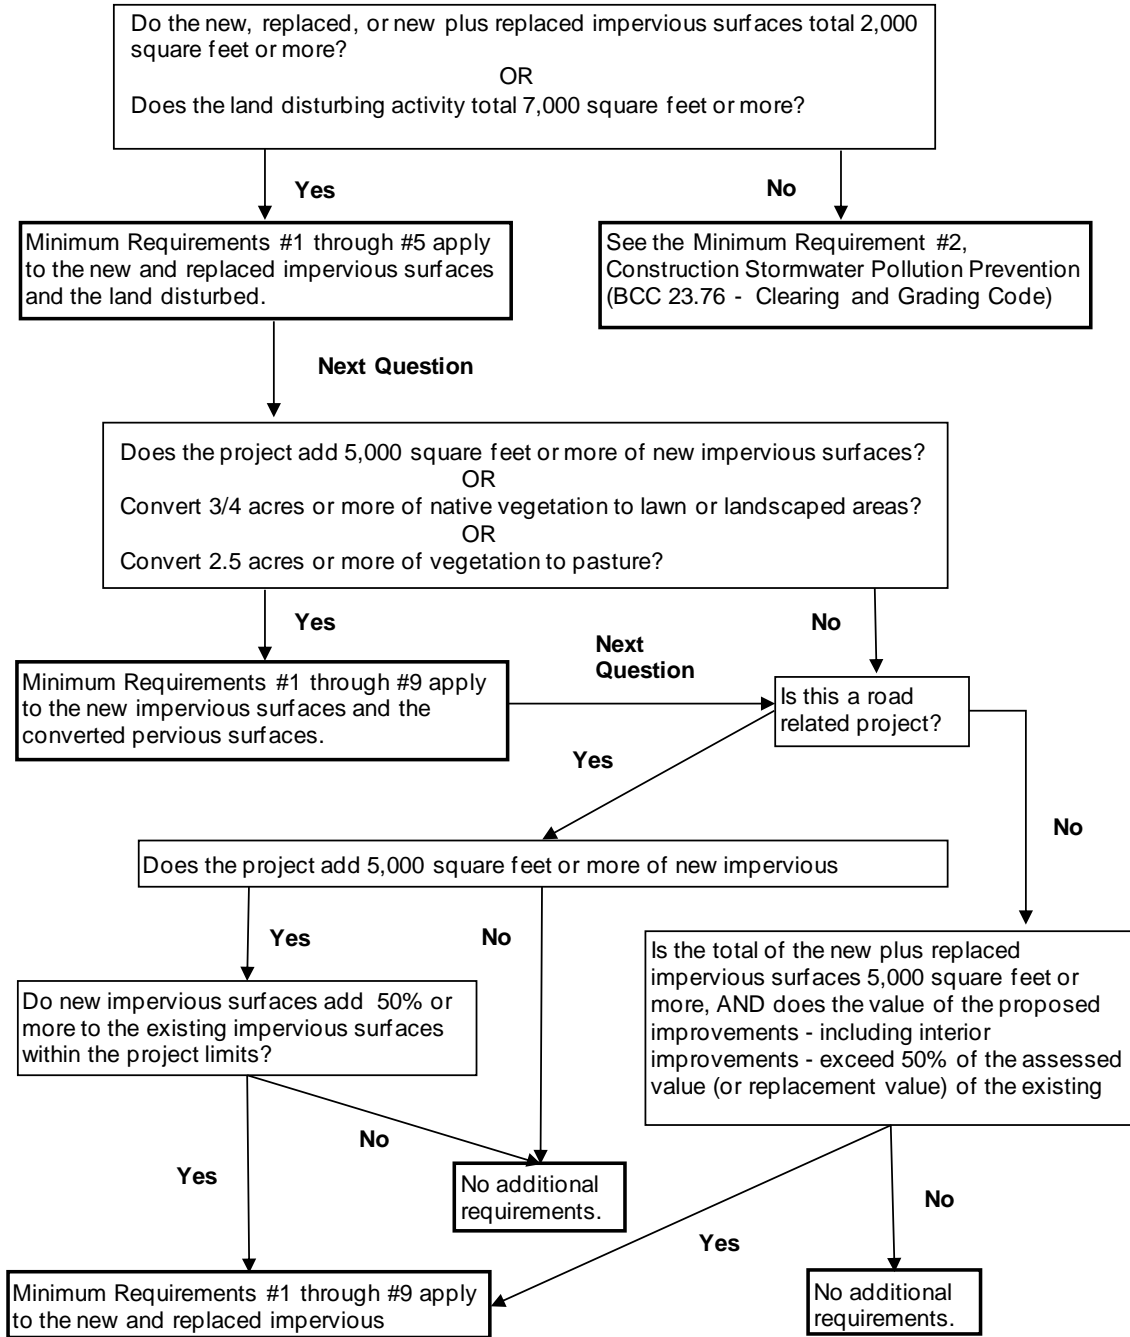 Do the new, replaced, or new plus replaced impervious surfaces total 2,000
square feet or more?
OR
Does the land disturbing activity total 7,000 square feet or more?
Yes
No
Minimum Requirements #1 through #5 apply
to the new and replaced impervious surfaces
and the land disturbed.
See the Minimum Requirement #2,
Construction Stormwater Pollution Prevention
(BCC 23.76 - Clearing and Grading Code)
Next Question
Does the project add 5,000 square feet or more of new impervious surfaces?
OR
Convert 3/4 acres or more of native vegetation to lawn or landscaped areas?
OR
Convert 2.5 acres or more of vegetation to pasture?
Yes
No
Next
Question
Minimum Requirements #1 through #9 apply
to the new impervious surfaces and the
converted pervious surfaces.
Is this a road
related project?
Yes
No
Does the project add 5,000 square feet or more of new impervious
Yes
No
Do new impervious surfaces add 50% or
more to the existing impervious surfaces
within the project limits?
Is the total of the new plus replaced
impervious surfaces 5,000 square feet or
more, AND does the value of the proposed
improvements - including interior
improvements - exceed 50% of the assessed
value (or replacement value) of the existing
No
Yes
No additional
requirements.
No
Yes
Minimum Requirements #1 through #9 apply
to the new and replaced impervious
No additional
requirements.